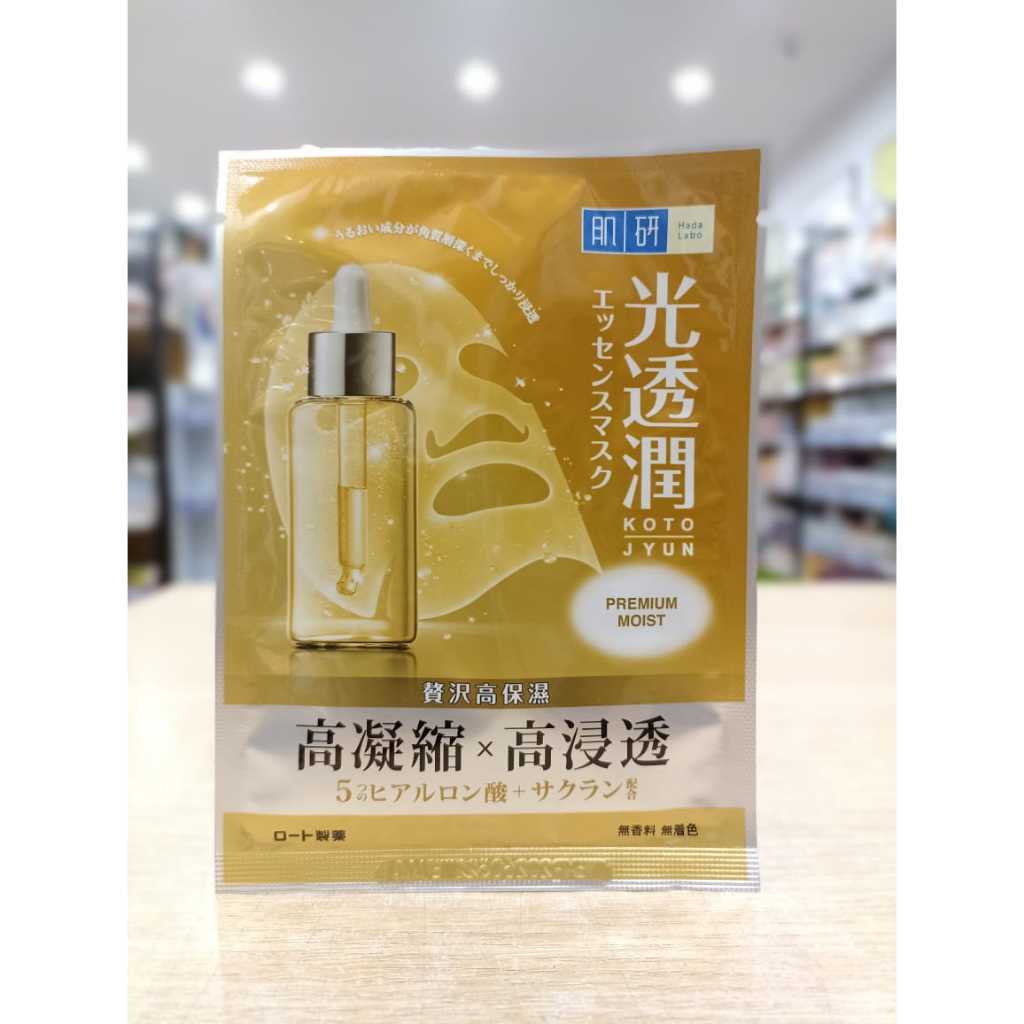 肌研
Hada Labo
うるおい成分が角質層深くまでしっかり浸透
光透潤
エッセンスマスク
KOTO
JYUN
PREMIUM
MOIST
贅沢高保濕
高凝縮×高浸透
5つのヒアルロン酸+サクラン配合
ロート製薬
無香料 無着色